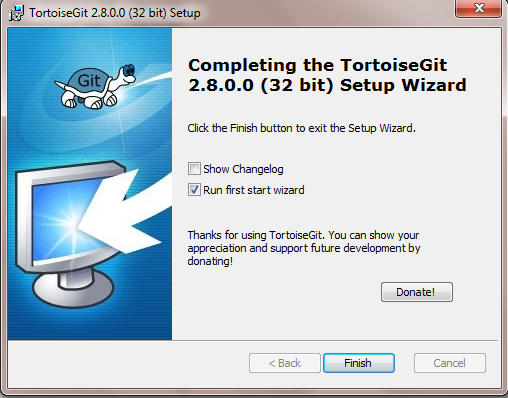 TortoiseGit 2.8.0.0 (32 bit) Setup
Git
Completing the TortoiseGit
2.8.0.0 (32 bit) Setup Wizard
Click the Finish button to exit the Setup Wizard.
Show Changelog
Run first start wizard
Thanks for using TortoiseGit. You can show your
appreciation and support future development by
donating!
Donate!
< Back
Finish
Cancel